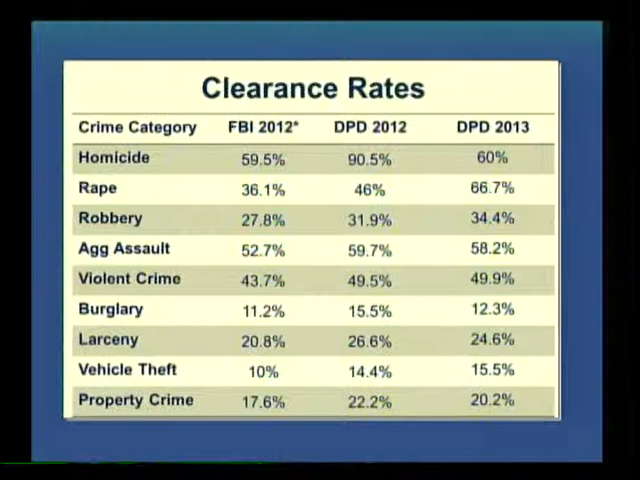 Clearance Rates
Crime Category FBI 2012* DPD 2012 DPD 2013
Homicide 59.5% 90.5% 60%
Rape 36.1% 46% 66.7%
Robbery 27.8% 31.9% 34.4%
Agg Assault 52.7% 59.7% 58.2%
Violent Crime 43.7% 49.5% 49.9%
Burglary 11.2% 15.5% 12.3%
Larceny 20.8% 26.6% 24.6%
Vehicle Theft 10% 14.4% 15.5%
Property Crime 17.6% 22.2% 20.2%